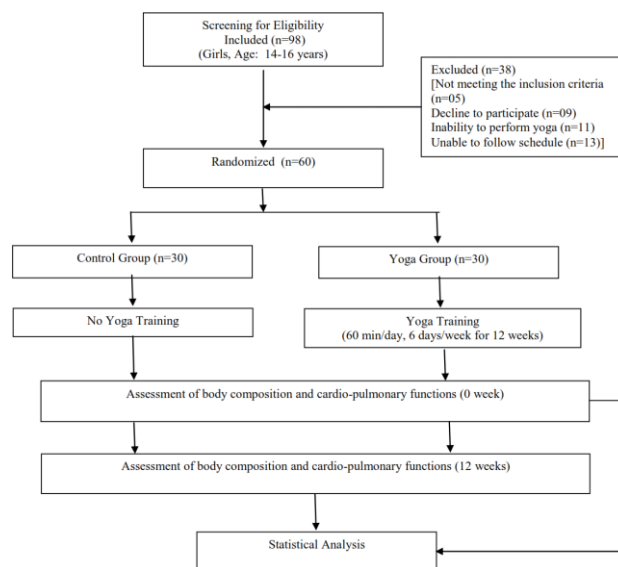 Screening for Eligibility
Included (n=98)
(Girls, Age: 14-16 years)
Excluded (n=38)
[Not meeting the inclusion criteria
(n=05)
Decline to participate (n=09)
Inability to perform yoga (n=11)
Unable to follow schedule (n=13)]
Randomized (n=60)
Control Group (n=30)
Yoga Group (n=30)
No Yoga Training
Yoga Training
(60 min/day, 6 days/week for 12 weeks)
Assessment of body composition and cardio-pulmonary functions (0 week)
Assessment of body composition and cardio-pulmonary functions (12 weeks)
Statistical Analysis